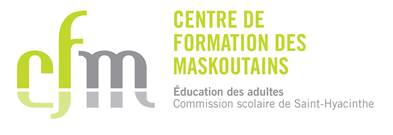 cfm
CENTRE DE
FORMATION DES
MASKOUTAINS
Éducation des adultes
Commission scolaire de Saint-Hyacinthe